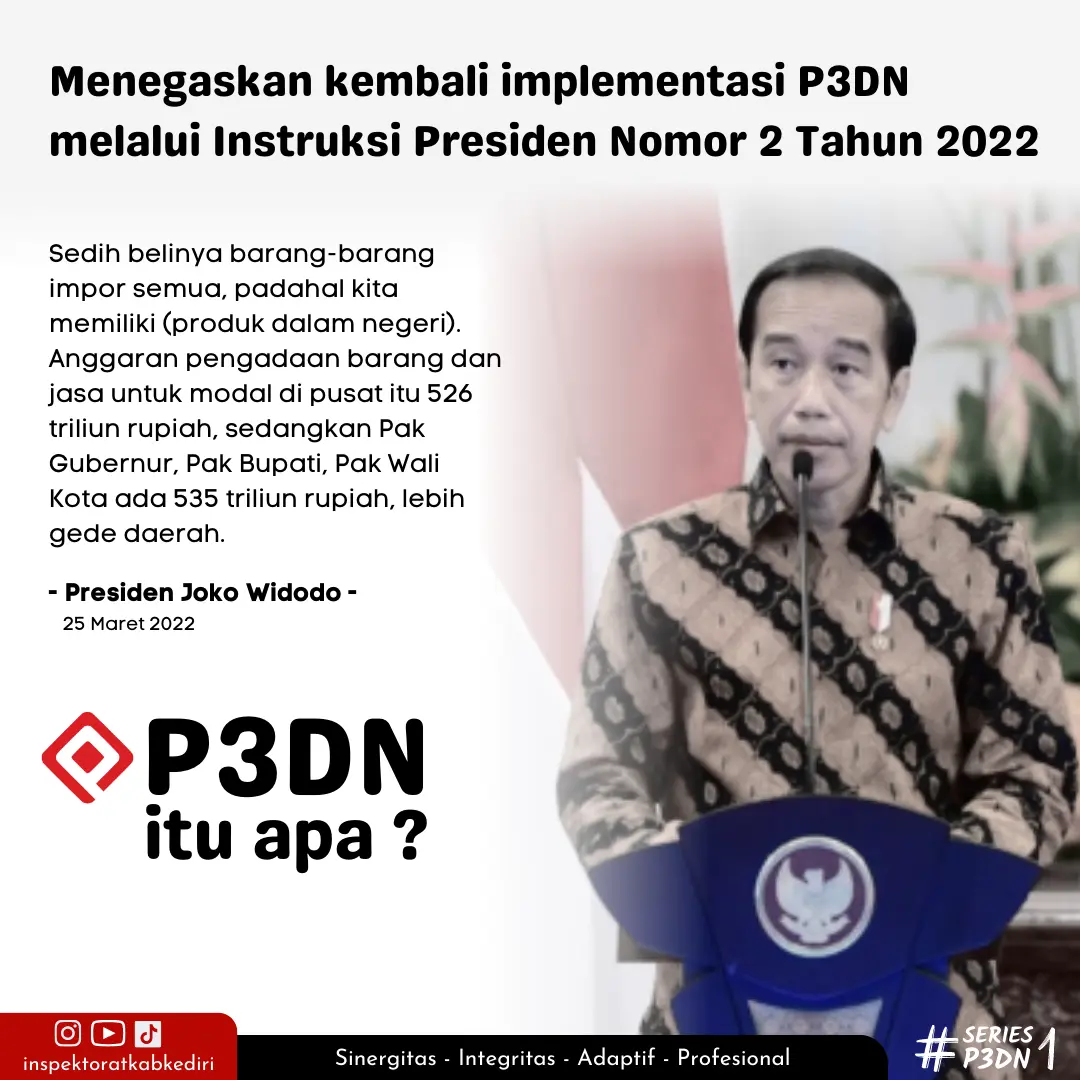 Menegaskan kembali implementasi P3DN
melalui Instruksi Presiden Nomor 2 Tahun 2022
Sedih belinya barang-barang
impor semua, padahal kita
memiliki (produk dalam negeri).
Anggaran pengadaan barang dan
jasa untuk modal di pusat itu 526
triliun rupiah, sedangkan Pak
Gubernur, Pak Bupati, Pak Wali
Kota ada 535 triliun rupiah, lebih
gede daerah.
- Presiden Joko Widodo -
25 Maret 2022
P3DN
itu apa ?
inspektoratkabkediri
Sinergitas - Integritas - Adaptif - Profesional
#SERIES
P3DN 1